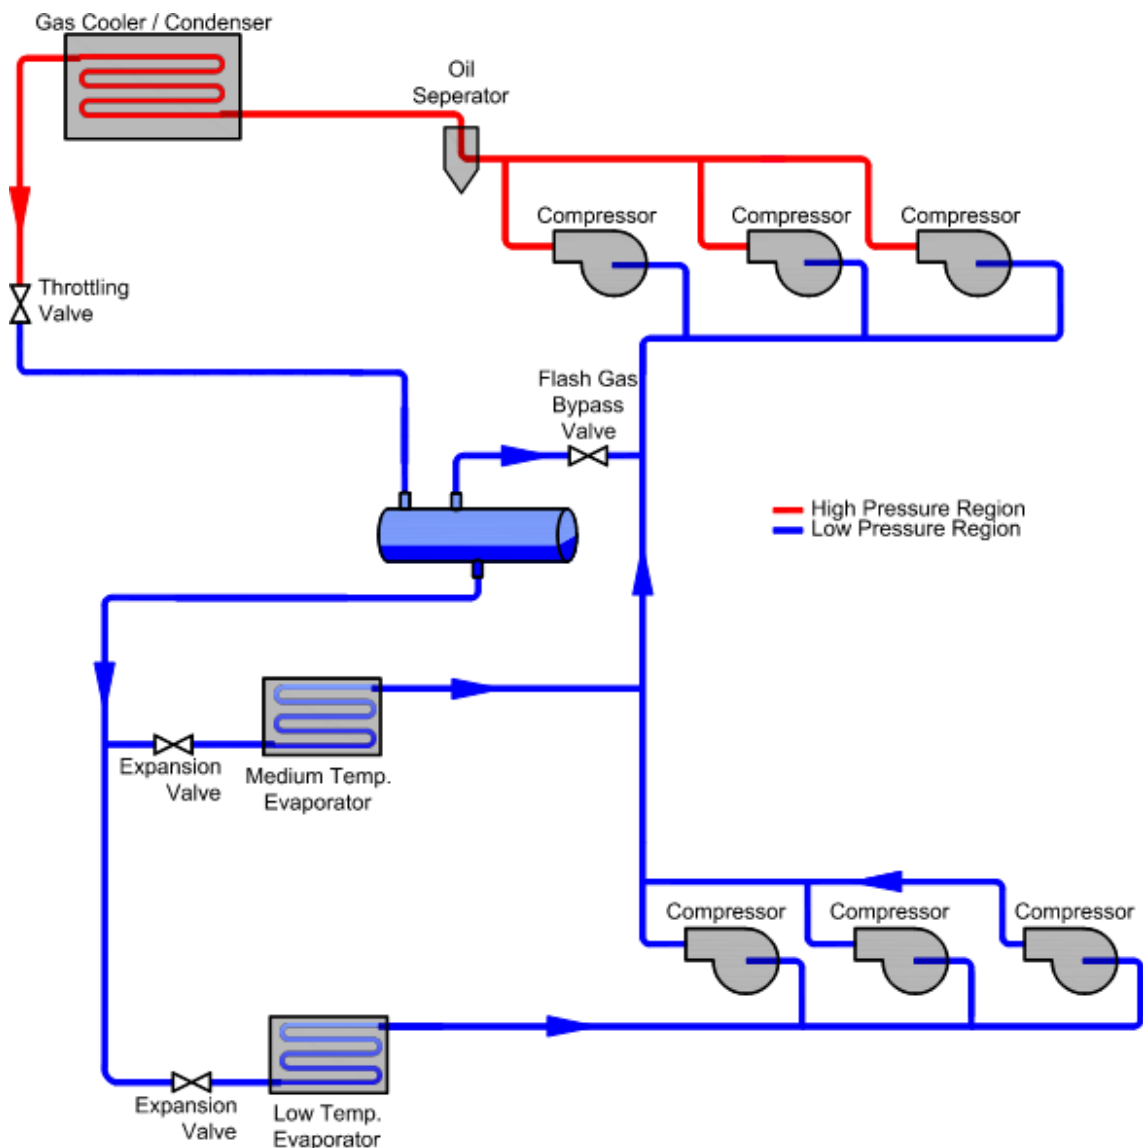 Gas Cooler / Condenser
Oil
Seperator
Compressor
Compressor
Compressor
Throttling
Valve
Flash Gas
Bypass
Valve
High Pressure Region
Low Pressure Region
Expansion
Valve
Medium Temp.
Evaporator
Compressor
Compressor
Compressor
Expansion
Valve
Low Temp.
Evaporator